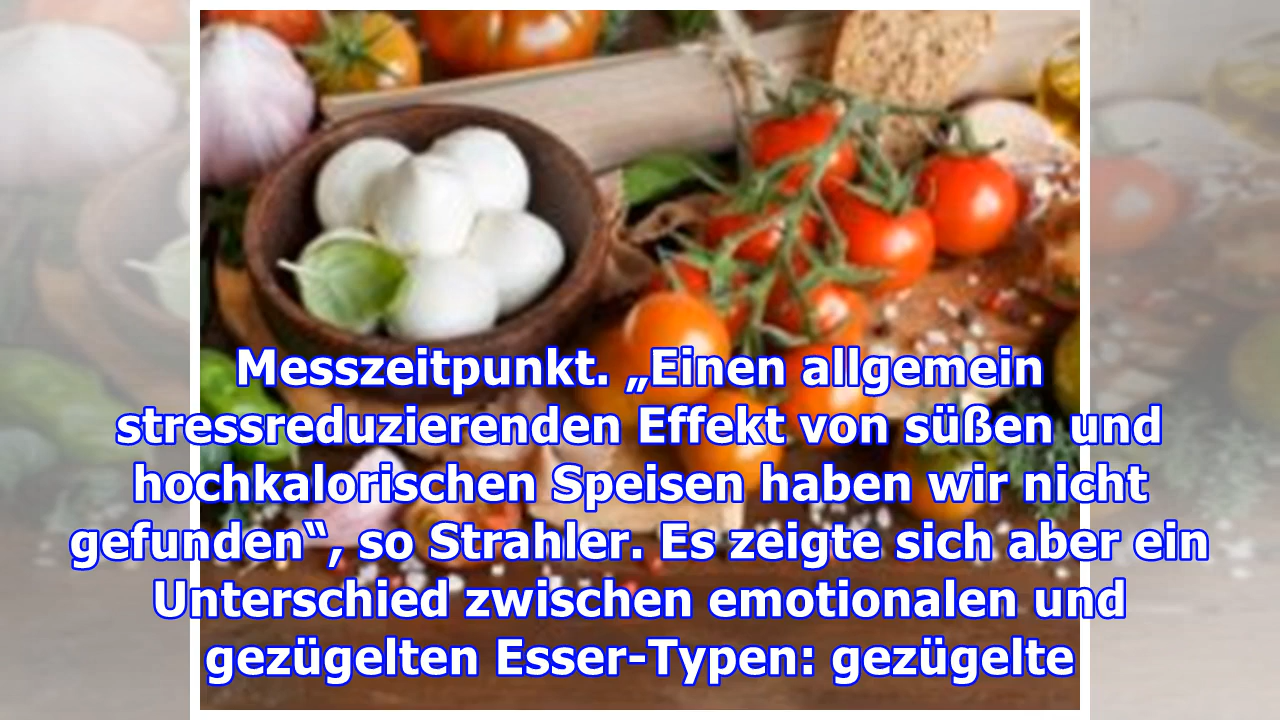 Messzeitpunkt. „Einen allgemein
stressreduzierenden Effekt von süßen und
hochkalorischen Speisen haben wir nicht
gefunden“, so Strahler. Es zeigte sich aber ein
Unterschied zwischen emotionalen und
gezügelten Esser-Typen: gezügelte